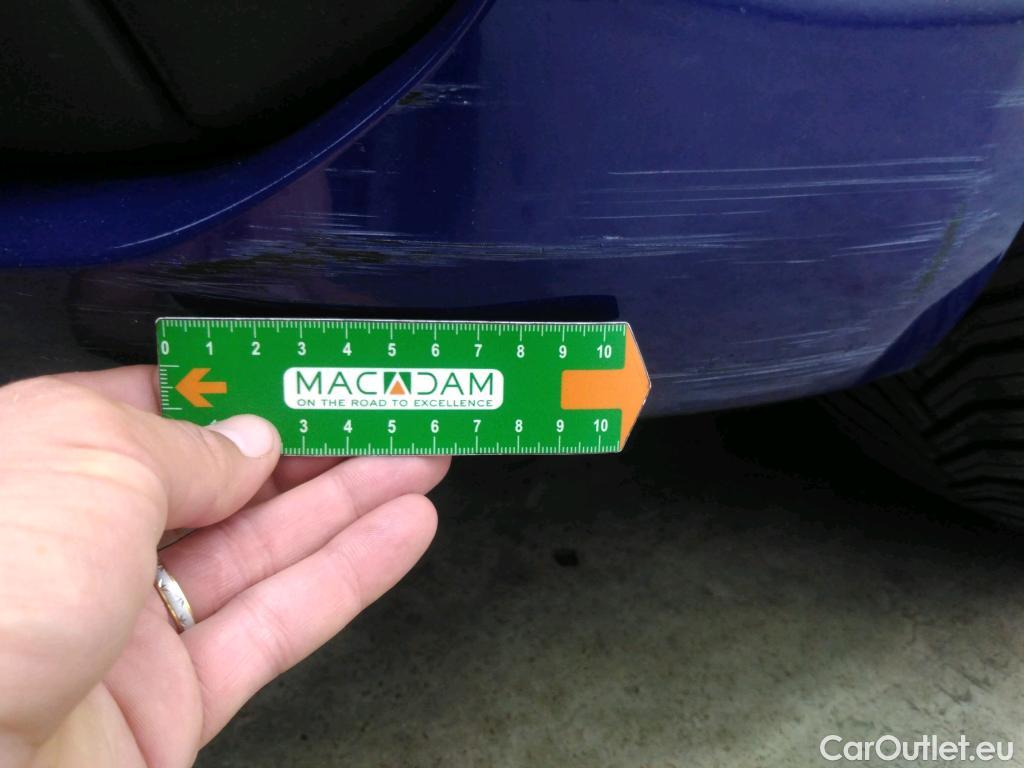 0 1 2 3 4 5 6 7 8 9 10
MACADAM
ON THE ROAD TO EXCELLENCE
3 4 5 6 7 8 9 10
CarOutlet.eu